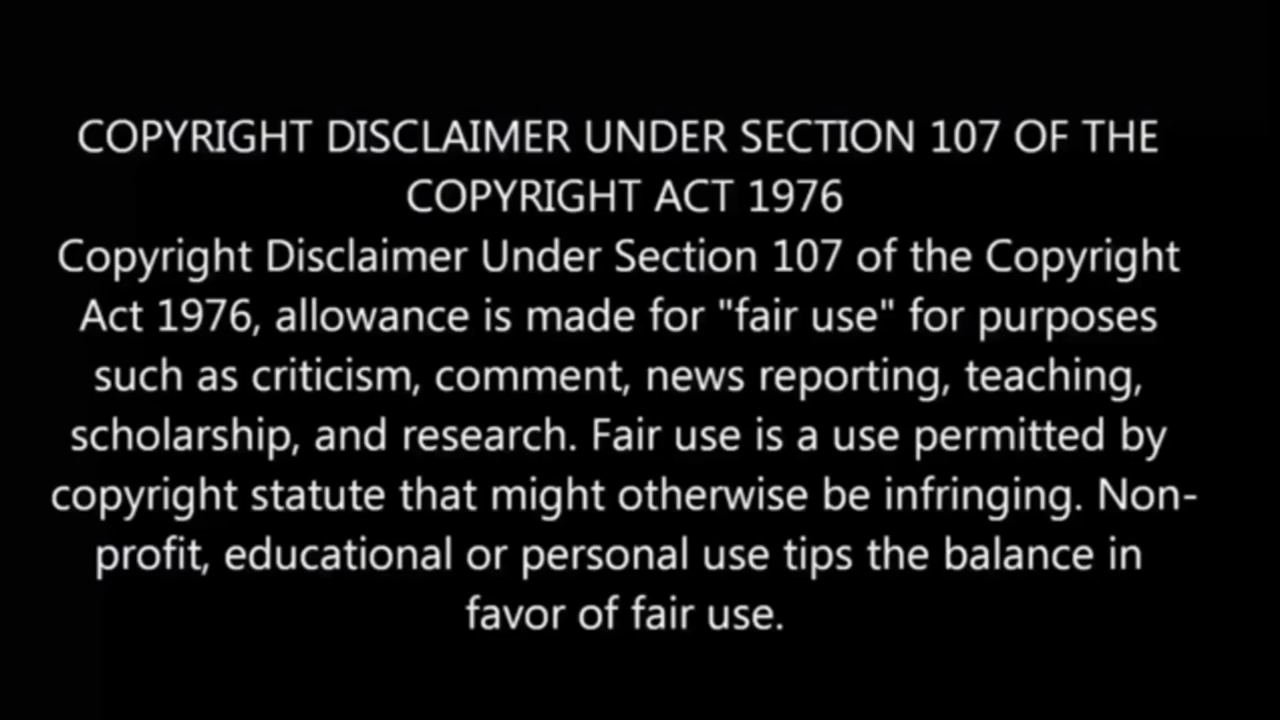 COPYRIGHT DISCLAIMER UNDER SECTION 107 OF THE
COPYRIGHT ACT 1976
Copyright Disclaimer Under Section 107 of the Copyright
Act 1976, allowance is made for "fair use" for purposes
such as criticism, comment, news reporting, teaching,
scholarship, and research. Fair use is a use permitted by
copyright statute that might otherwise be infringing. Non-
profit, educational or personal use tips the balance in
favor of fair use.